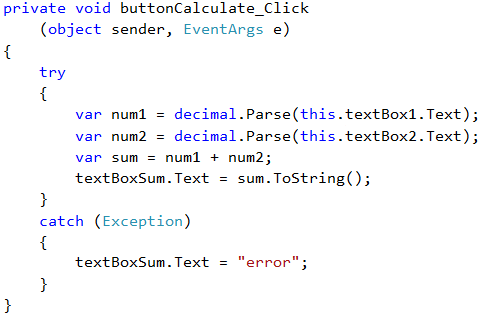 private void buttonCalculate_Click
    (object sender, EventArgs e)
{
    try
    {
        var num1 = decimal.Parse(this.textBox1.Text);
        var num2 = decimal.Parse(this.textBox2.Text);
        var sum = num1 + num2;
        textBoxSum.Text = sum.ToString();
    }
    catch (Exception)
    {
        textBoxSum.Text = "error";
    }
}